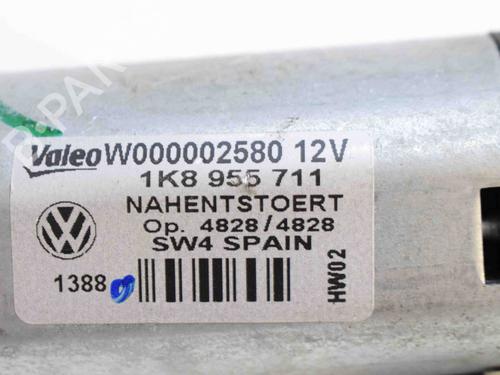 Valeo W000002580 12V
1K8 955 711
NAHENTSTOERT
Op. 4828/4828
SW4 SPAIN
1388
HW02